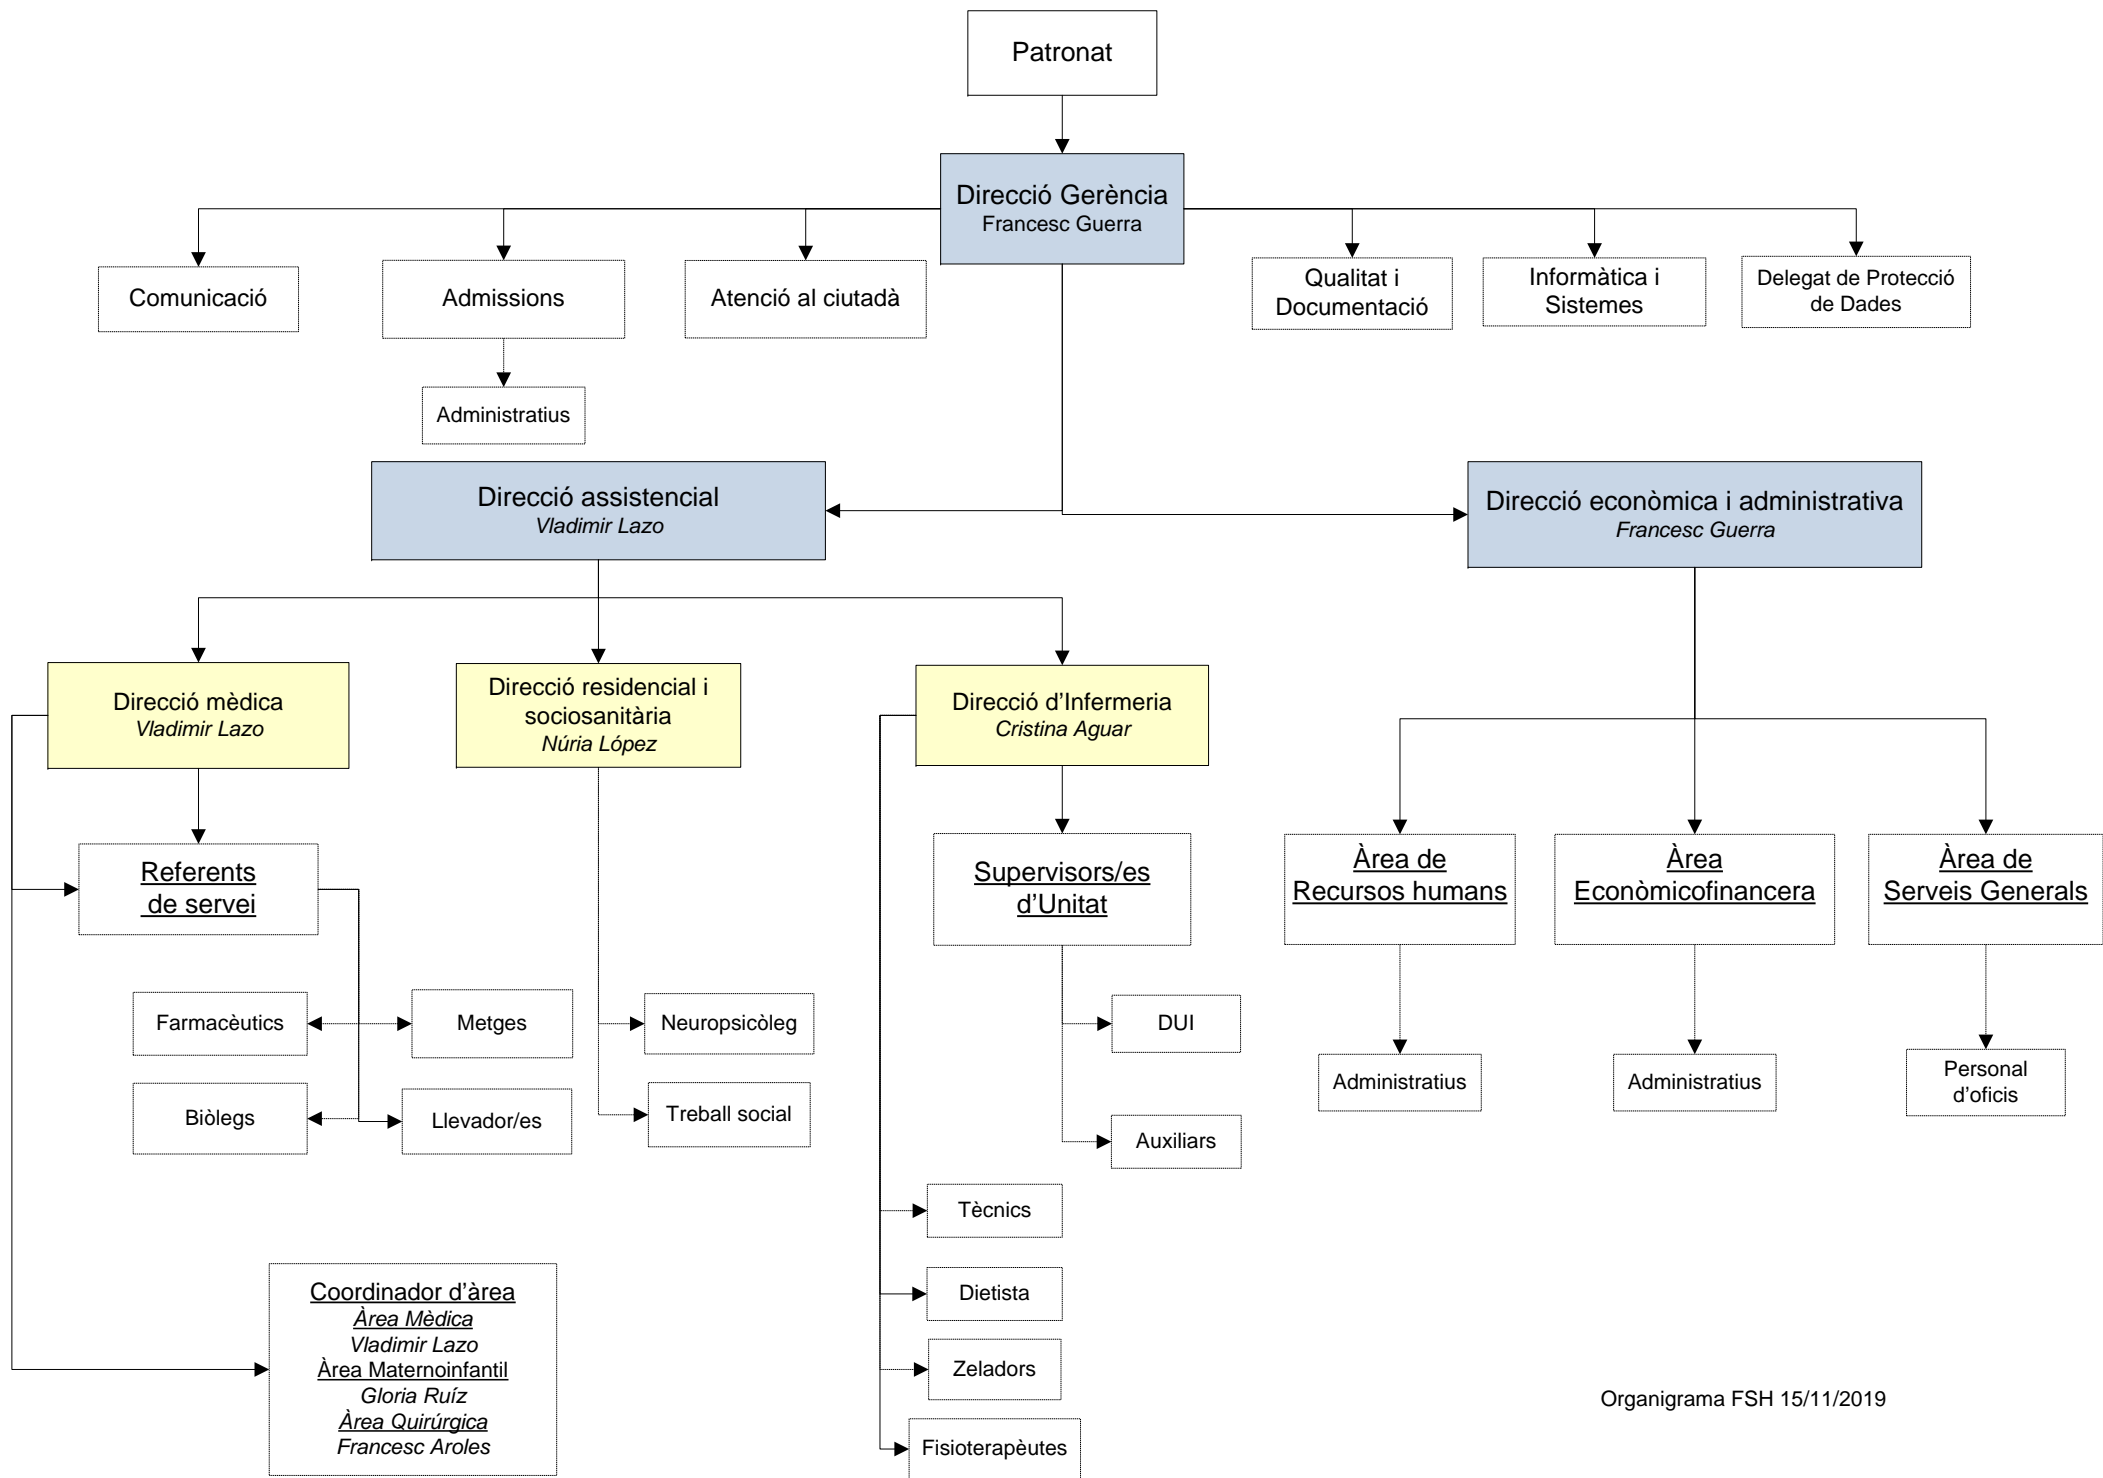 Patronat
Direcció Gerència
Francesc Guerra
Comunicació
Admissions
Atenció al ciutadà
Qualitat i
Documentació
Informàtica i
Sistemes
Delegat de Protecció
de Dades
Administratius
Direcció assistencial
Vladimir Lazo
Direcció econòmica i administrativa
Francesc Guerra
Direcció mèdica
Vladimir Lazo
Direcció residencial i
sociosanitària
Núria López
Direcció d’Infermeria
Cristina Aguar
Referents
de servei
Supervisors/es
d’Unitat
Àrea de
Recursos humans
Àrea
Econòmicofinancera
Àrea de
Serveis Generals
Farmacèutics
Metges
Neuropsicòleg
DUI
Administratius
Administratius
Personal
d’oficis
Biòlegs
Llevador/es
Treball social
Auxiliars
Tècnics
Dietista
Zeladors
Fisioterapèutes
Coordinador d’àrea
Àrea Mèdica
Vladimir Lazo
Àrea Maternoinfantil
Gloria Ruíz
Àrea Quirúrgica
Francesc Aroles
Organigrama FSH 15/11/2019